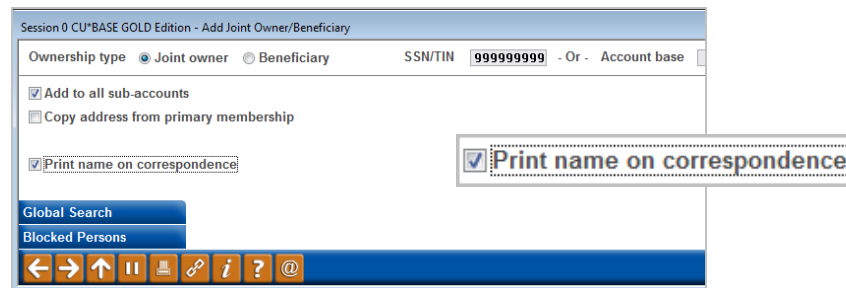 Session 0 CU*BASE GOLD Edition - Add Joint Owner/Beneficiary
Ownership type Joint owner Beneficiary SSN/TIN 999999999 - Or - Account base
Add to all sub-accounts
Copy address from primary membership
Print name on correspondence
Print name on correspondence
Global Search
Blocked Persons
i ? @